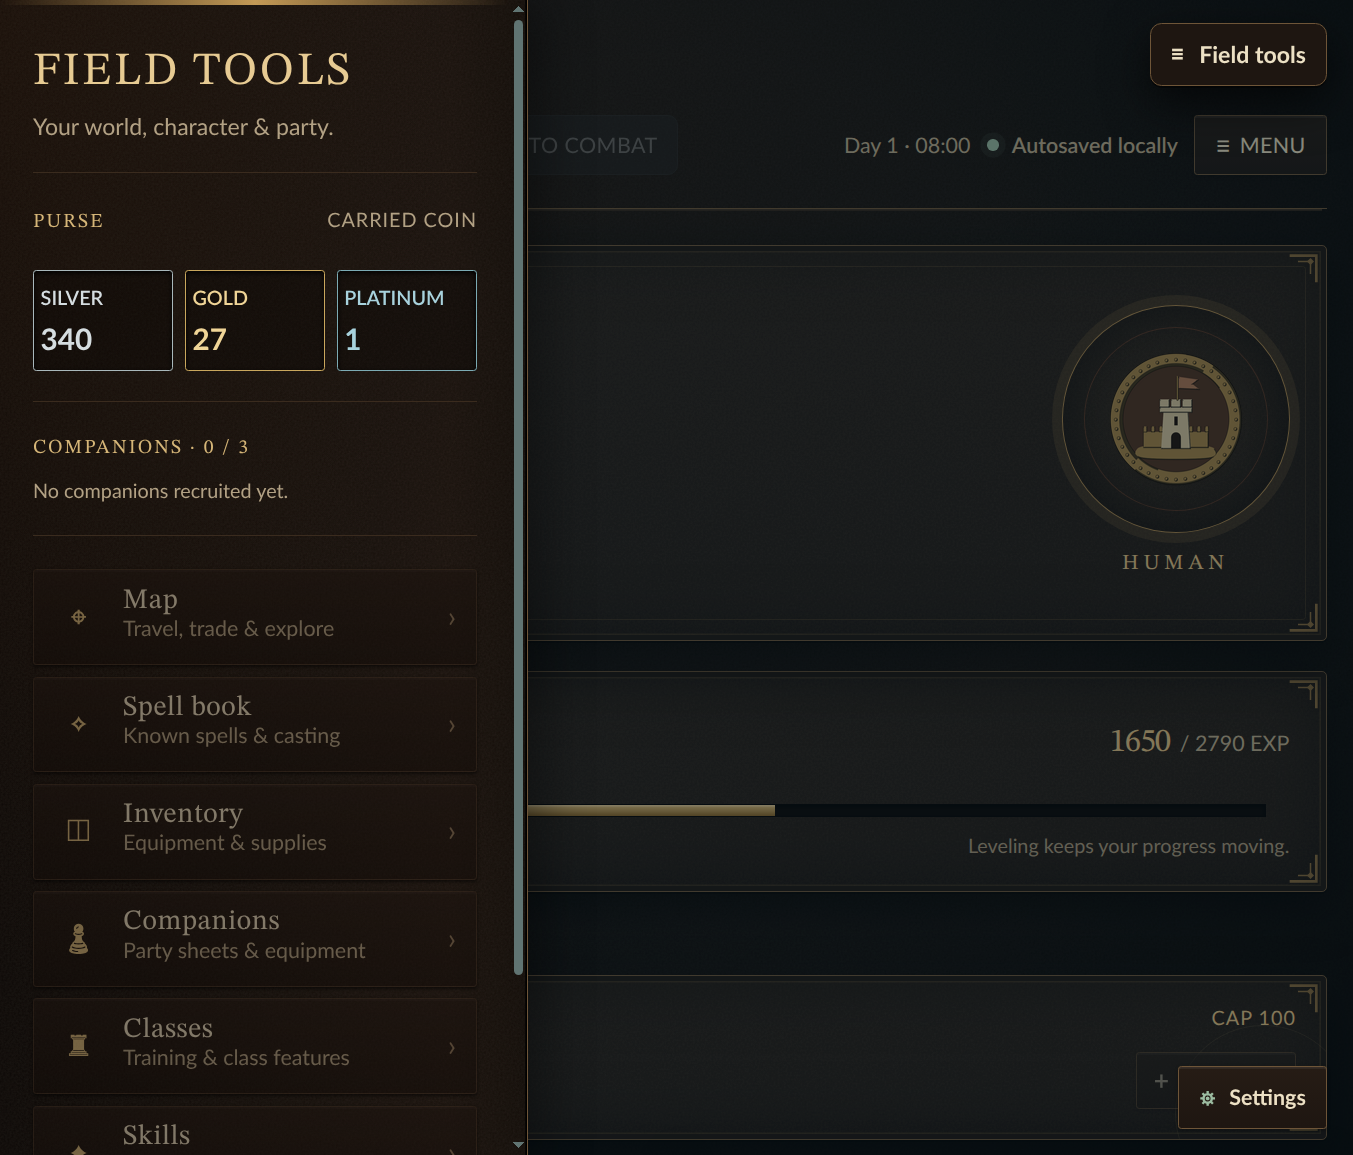 FIELD TOOLS
Your world, character & party.
PURSE
CARRIED COIN
SILVER
340
GOLD
27
PLATINUM
1
COMPANIONS · 0 / 3
No companions recruited yet.
Map
Travel, trade & explore
Spell book
Known spells & casting
Inventory
Equipment & supplies
Companions
Party sheets & equipment
Classes
Training & class features
Skills
Field tools
TO COMBAT
Day 1 · 08:00
Autosaved locally
MENU
HUMAN
1650 / 2790 EXP
Leveling keeps your progress moving.
CAP 100
+
Settings